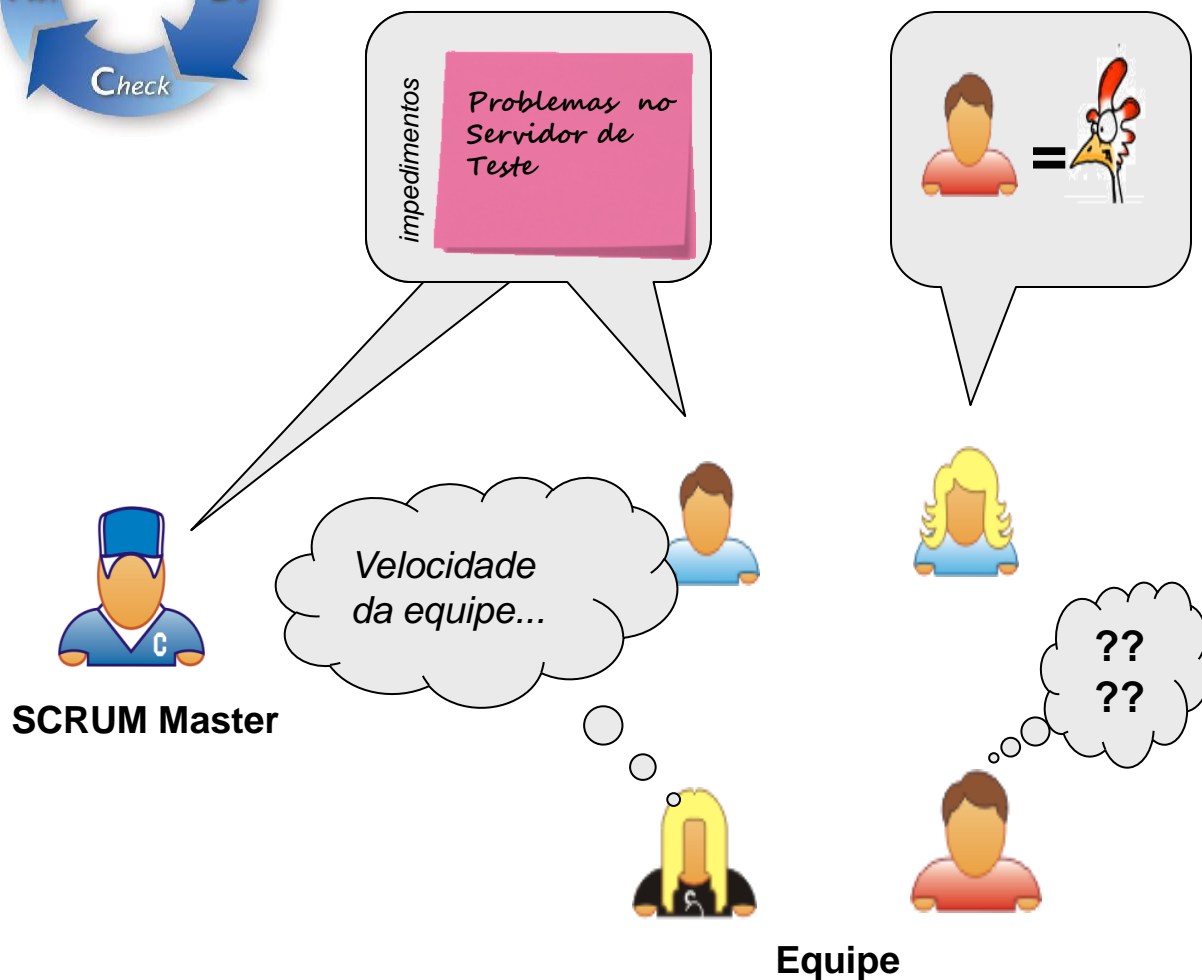 Check
impedimentos
Problemas no
Servidor de
Teste
=
Velocidade
da equipe...
C
??
??
SCRUM Master
Equipe